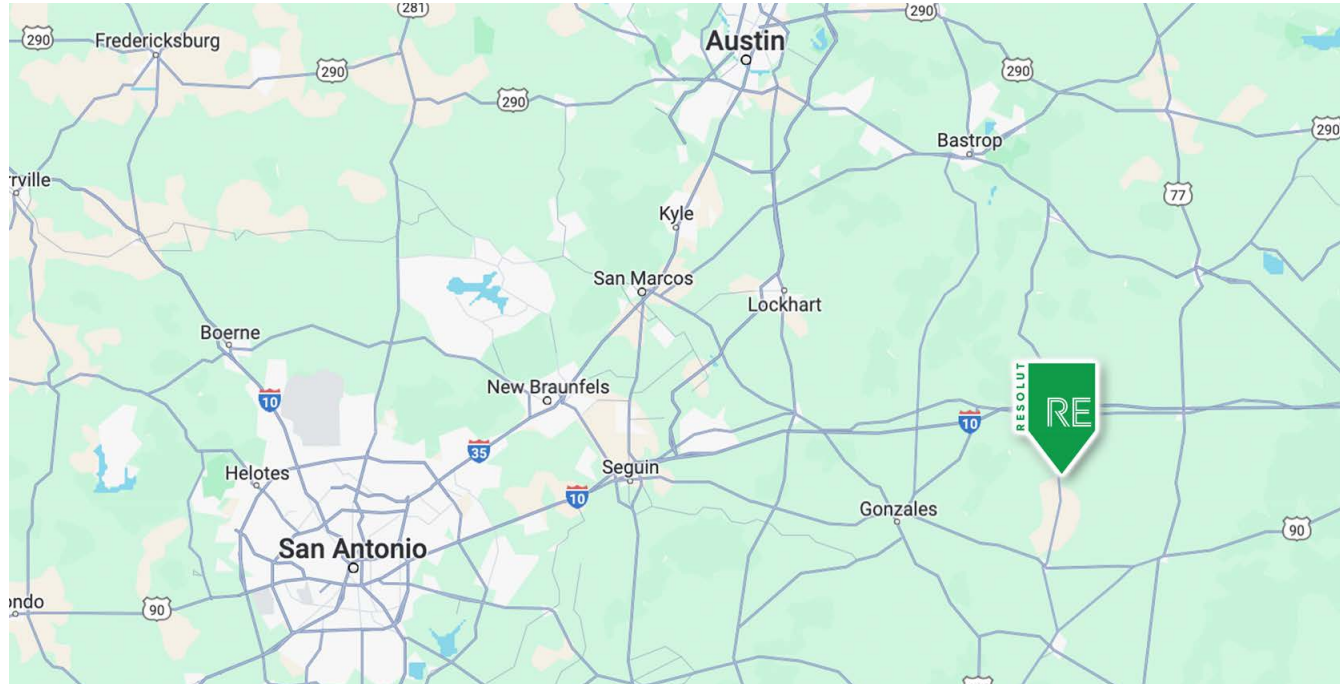 281
290
Fredericksburg
290
290
Austin
290
290
290
Bastrop
rrville
77
Kyle
San Marcos
Lockhart
Boerne
10
New Braunfels
RESOLUT
RE
10
35
Helotes
Seguin
10
Gonzales
90
San Antonio
ondo
90